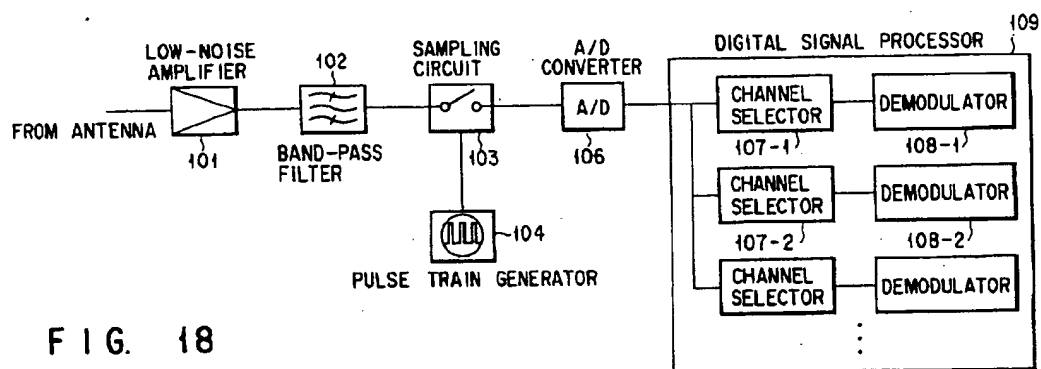 LOW-NOISE
AMPLIFIER
FROM ANTENNA
101
102
BAND-PASS
FILTER
SAMPLING
CIRCUIT
103
104
PULSE TRAIN GENERATOR
A/D
CONVERTER
A/D
106
DIGITAL SIGNAL PROCESSOR
109
CHANNEL
SELECTOR
107-1
DEMODULATOR
108-1
CHANNEL
SELECTOR
107-2
DEMODULATOR
108-2
CHANNEL
SELECTOR
DEMODULATOR
FIG. 18